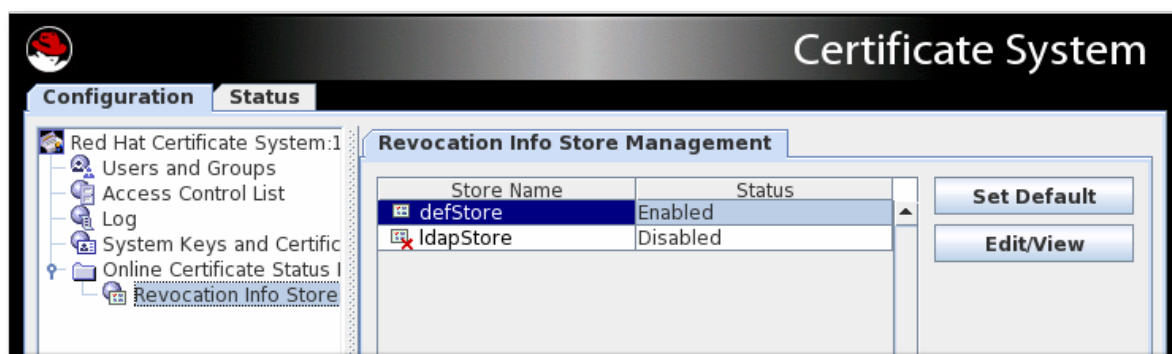 Certificate System
Configuration Status
Red Hat Certificate System:1
Users and Groups
Access Control List
Log
System Keys and Certific
Online Certificate Status
Revocation Info Store
Revocation Info Store Management
Store Name Status
defStore Enabled
ldapStore Disabled
Set Default
Edit/View